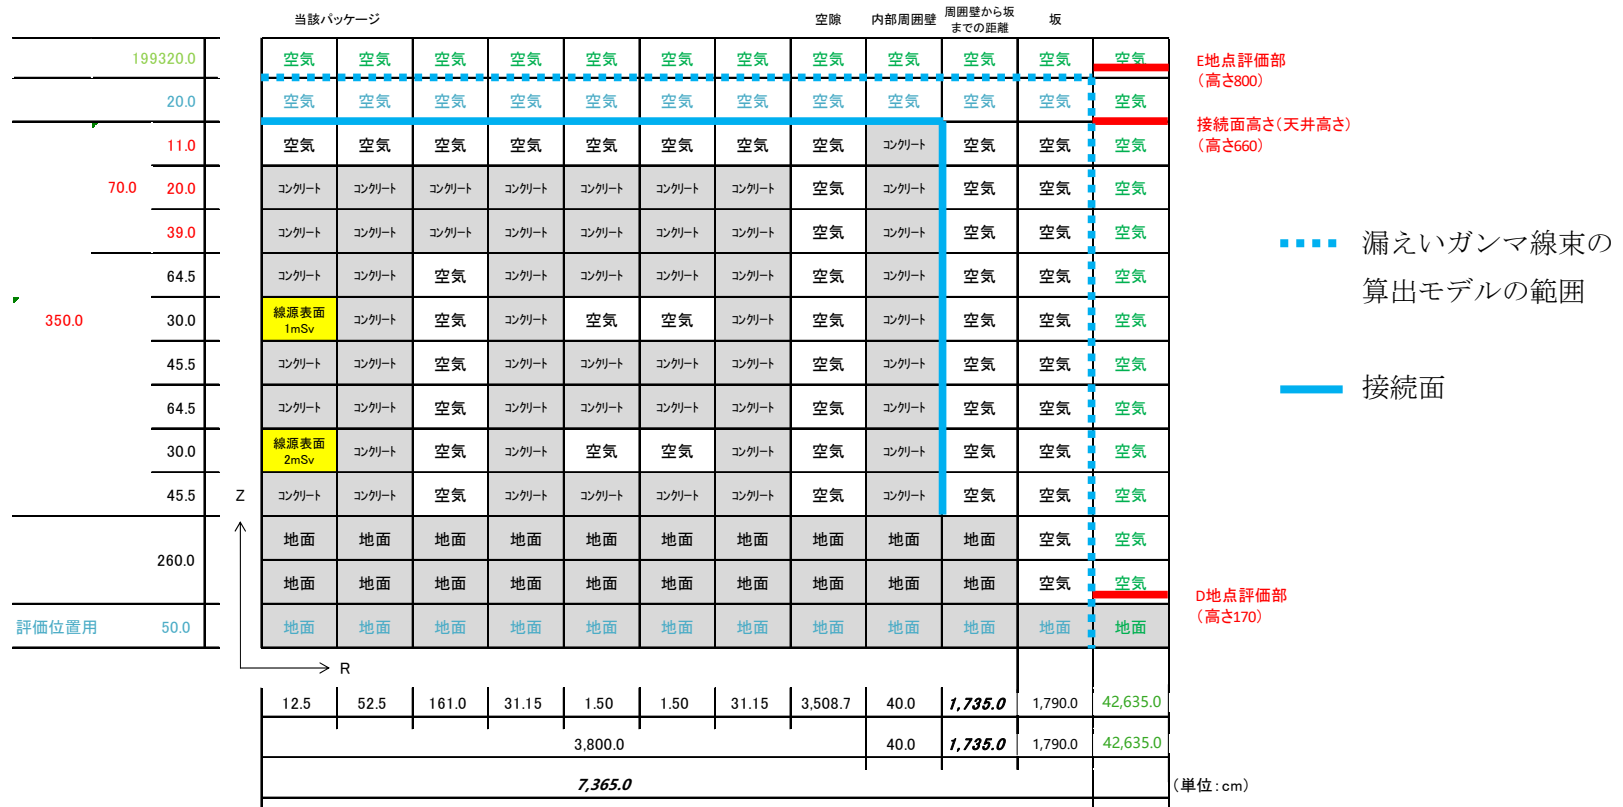 当該パッケージ 空隙 内部周囲壁 周囲壁から坂までの距離 坂
199320.0 空気 空気 空気 空気 空気 空気 空気 空気 空気 空気 空気 空気
E地点評価部
(高さ800)
20.0 空気 空気 空気 空気 空気 空気 空気 空気 空気 空気 空気 空気
接続面高さ(天井高さ)
(高さ660)
11.0 空気 空気 空気 空気 空気 空気 空気 空気 コンクリート 空気 空気 空気
70.0 20.0 コンクリート コンクリート コンクリート コンクリート コンクリート コンクリート コンクリート 空気 コンクリート 空気 空気 空気
39.0 コンクリート コンクリート コンクリート コンクリート コンクリート コンクリート コンクリート 空気 コンクリート 空気 空気 空気
64.5 コンクリート コンクリート 空気 コンクリート コンクリート コンクリート コンクリート 空気 コンクリート 空気 空気 空気
350.0 30.0 線源表面 1mSv コンクリート 空気 コンクリート 空気 空気 コンクリート 空気 コンクリート 空気 空気 空気
45.5 コンクリート コンクリート 空気 コンクリート コンクリート コンクリート コンクリート 空気 コンクリート 空気 空気 空気
64.5 コンクリート コンクリート 空気 コンクリート コンクリート コンクリート コンクリート 空気 コンクリート 空気 空気 空気
30.0 線源表面 2mSv コンクリート 空気 コンクリート 空気 空気 コンクリート 空気 コンクリート 空気 空気 空気
45.5 Z コンクリート コンクリート 空気 コンクリート コンクリート コンクリート コンクリート 空気 コンクリート 空気 空気 空気
260.0 地面 地面 地面 地面 地面 地面 地面 地面 地面 地面 空気 空気
地面 地面 地面 地面 地面 地面 地面 地面 地面 地面 空気 空気
D地点評価部
(高さ170)
評価位置用 50.0 地面 地面 地面 地面 地面 地面 地面 地面 地面 地面 地面 地面
R
12.5 52.5 161.0 31.15 1.50 1.50 31.15 3,508.7 40.0 1,735.0 1,790.0 42,635.0
3,800.0 40.0 1,735.0 1,790.0 42,635.0
7,365.0
(単位:cm)
漏えいガンマ線束の
算出モデルの範囲
接続面